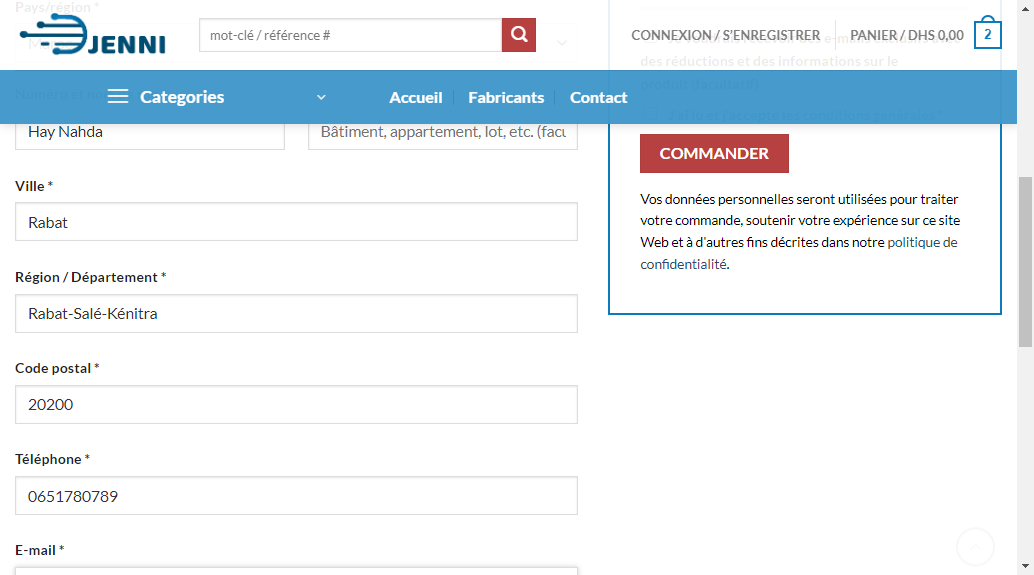 Pays/région *
JENNI
mot-clé / référence #
CONNEXION / S'ENREGISTRER
PANIER / DHS 0,00
2
des réductions et des informations sur le
Categories
Accueil
Fabricants
Contact
Hay Nahda
Bâtiment, appartement, lot, etc. (facu
COMMANDER
Vos données personnelles seront utilisées pour traiter
votre commande, soutenir votre expérience sur ce site
Web et à d'autres fins décrites dans notre politique de
confidentialité.
Ville *
Rabat
Région / Département *
Rabat-Salé-Kénitra
Code postal *
20200
Téléphone *
0651780789
E-mail *